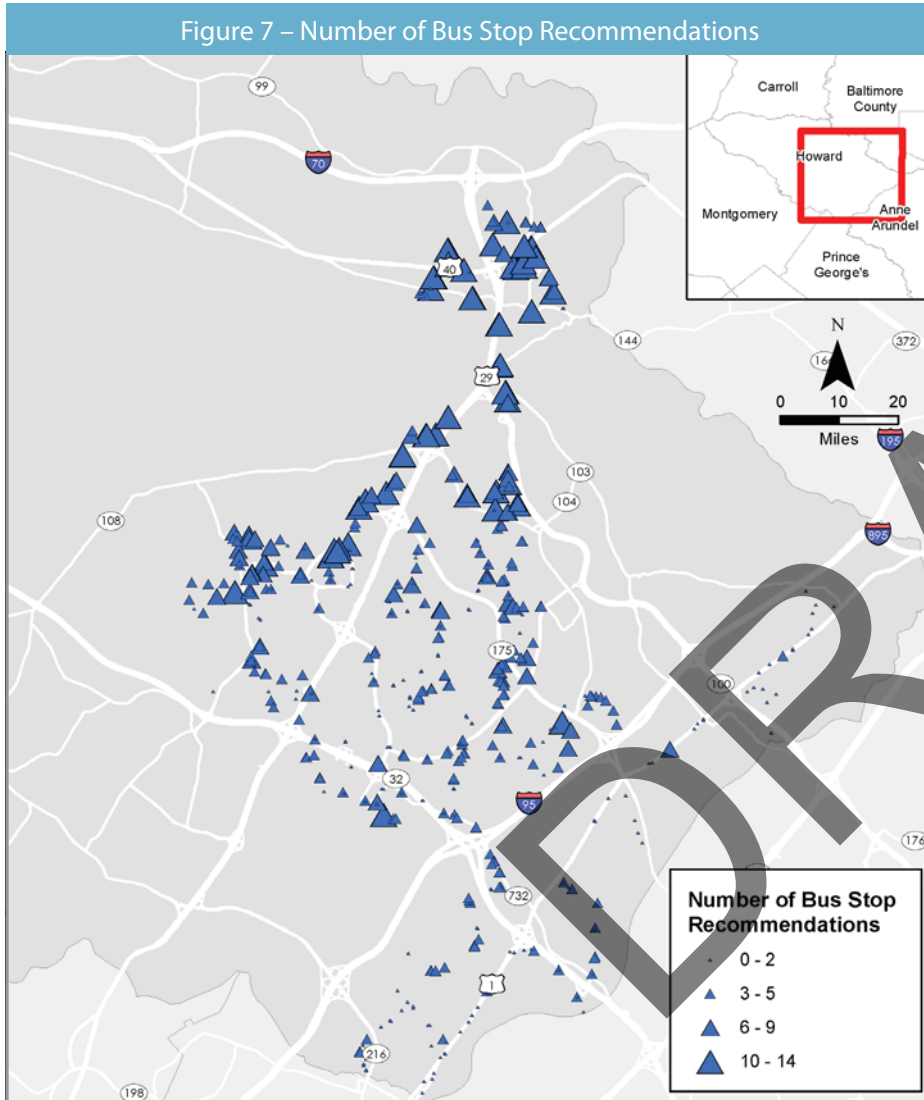 Figure 7 – Number of Bus Stop Recommendations
99
70
Carroll
Baltimore
County
Howard
Montgomery
Anne
Arundel
Prince
George's
40
144
372
N
29
0 10 20
Miles
195
103
104
108
895
175
100
32
95
176
732
1
216
198
Number of Bus Stop
Recommendations
0 - 2
3 - 5
6 - 9
10 - 14